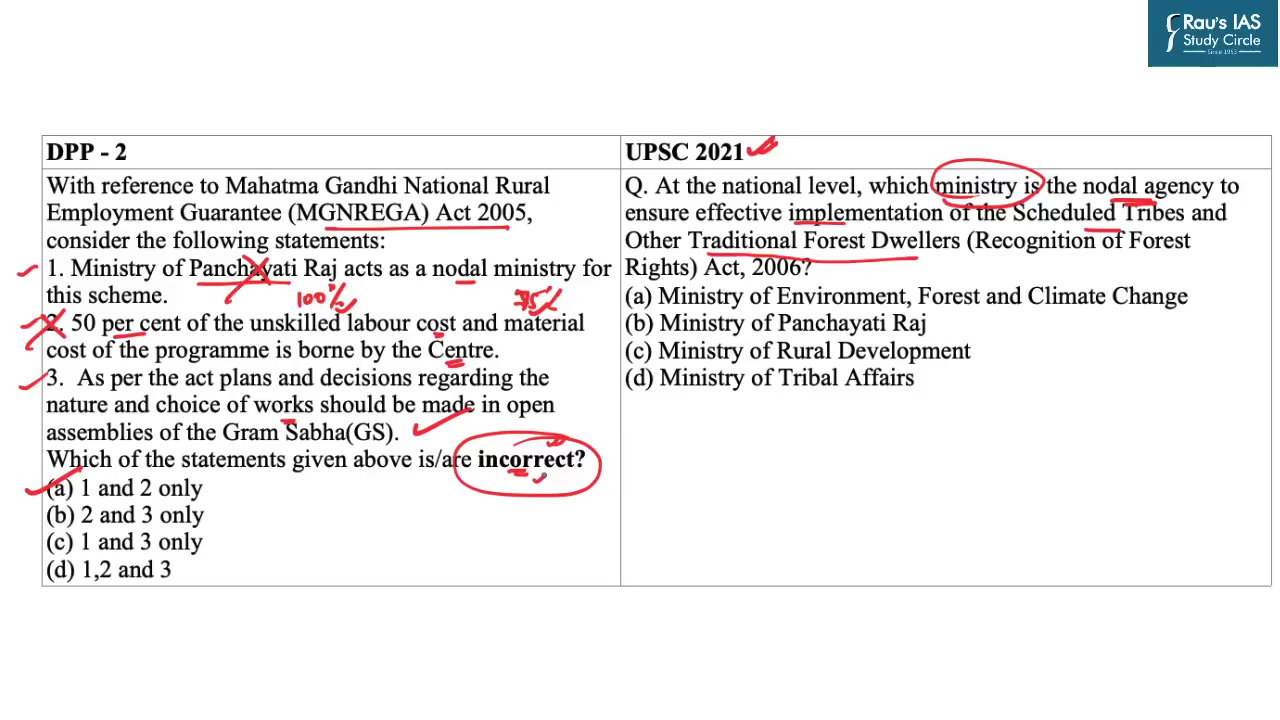 Rau's IAS
Study Circle
Since 1953
DPP - 2
With reference to Mahatma Gandhi National Rural
Employment Guarantee (MGNREGA) Act 2005,
consider the following statements:
1. Ministry of Panchayati Raj acts as a nodal ministry for
this scheme.
100%
75%
2. 50 per cent of the unskilled labour cost and material
cost of the programme is borne by the Centre.
3. As per the act plans and decisions regarding the
nature and choice of works should be made in open
assemblies of the Gram Sabha(GS).
Which of the statements given above is/are incorrect?
(a) 1 and 2 only
(b) 2 and 3 only
(c) 1 and 3 only
(d) 1,2 and 3
UPSC 2021
Q. At the national level, which ministry is the nodal agency to
ensure effective implementation of the Scheduled Tribes and
Other Traditional Forest Dwellers (Recognition of Forest
Rights) Act, 2006?
(a) Ministry of Environment, Forest and Climate Change
(b) Ministry of Panchayati Raj
(c) Ministry of Rural Development
(d) Ministry of Tribal Affairs